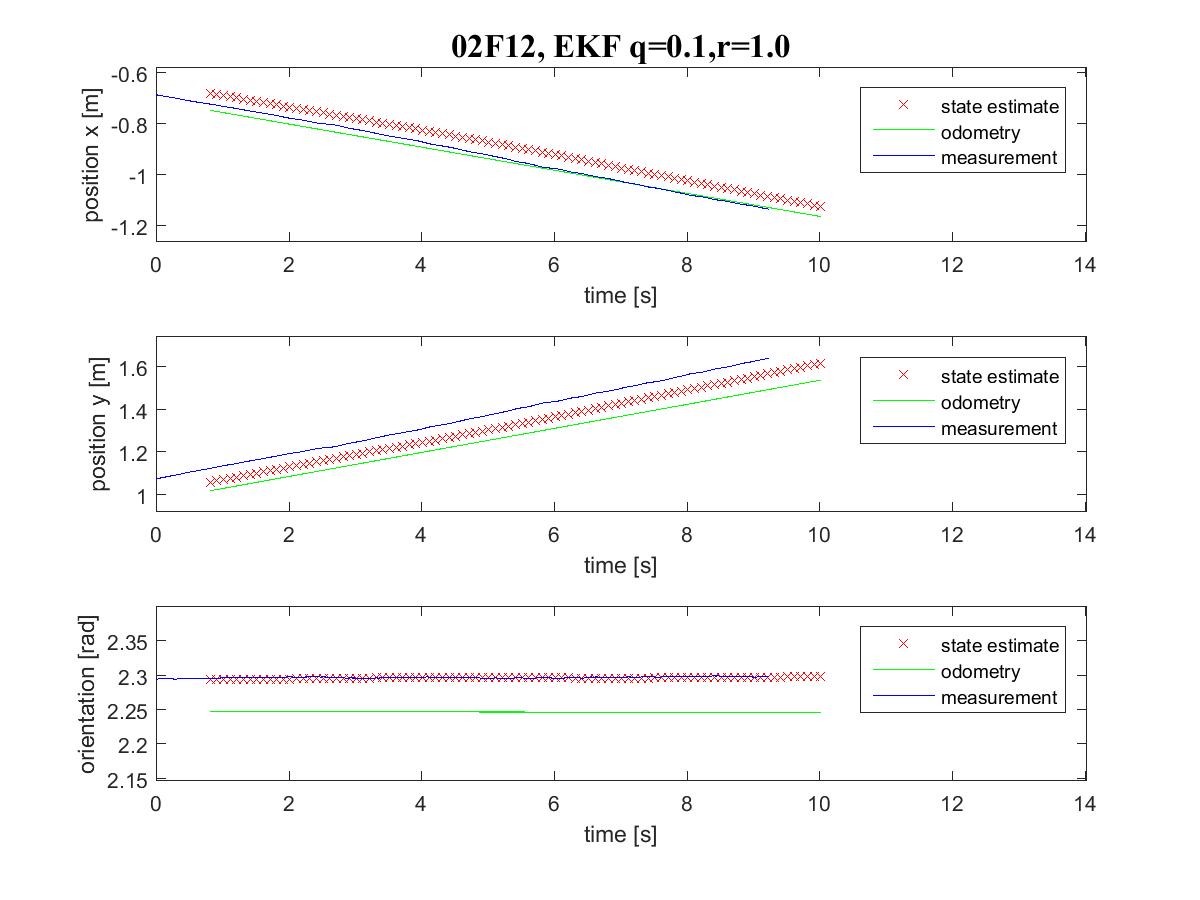 02F12, EKF q=0.1,r=1.0
-0.6
-0.8
-1
-1.2
position x [m]
0 2 4 6 8 10 12 14
time [s]
state estimate
odometry
measurement
1.6
1.4
1.2
1
position y [m]
0 2 4 6 8 10 12 14
time [s]
state estimate
odometry
measurement
2.35
2.3
2.25
2.2
2.15
orientation [rad]
0 2 4 6 8 10 12 14
time [s]
state estimate
odometry
measurement